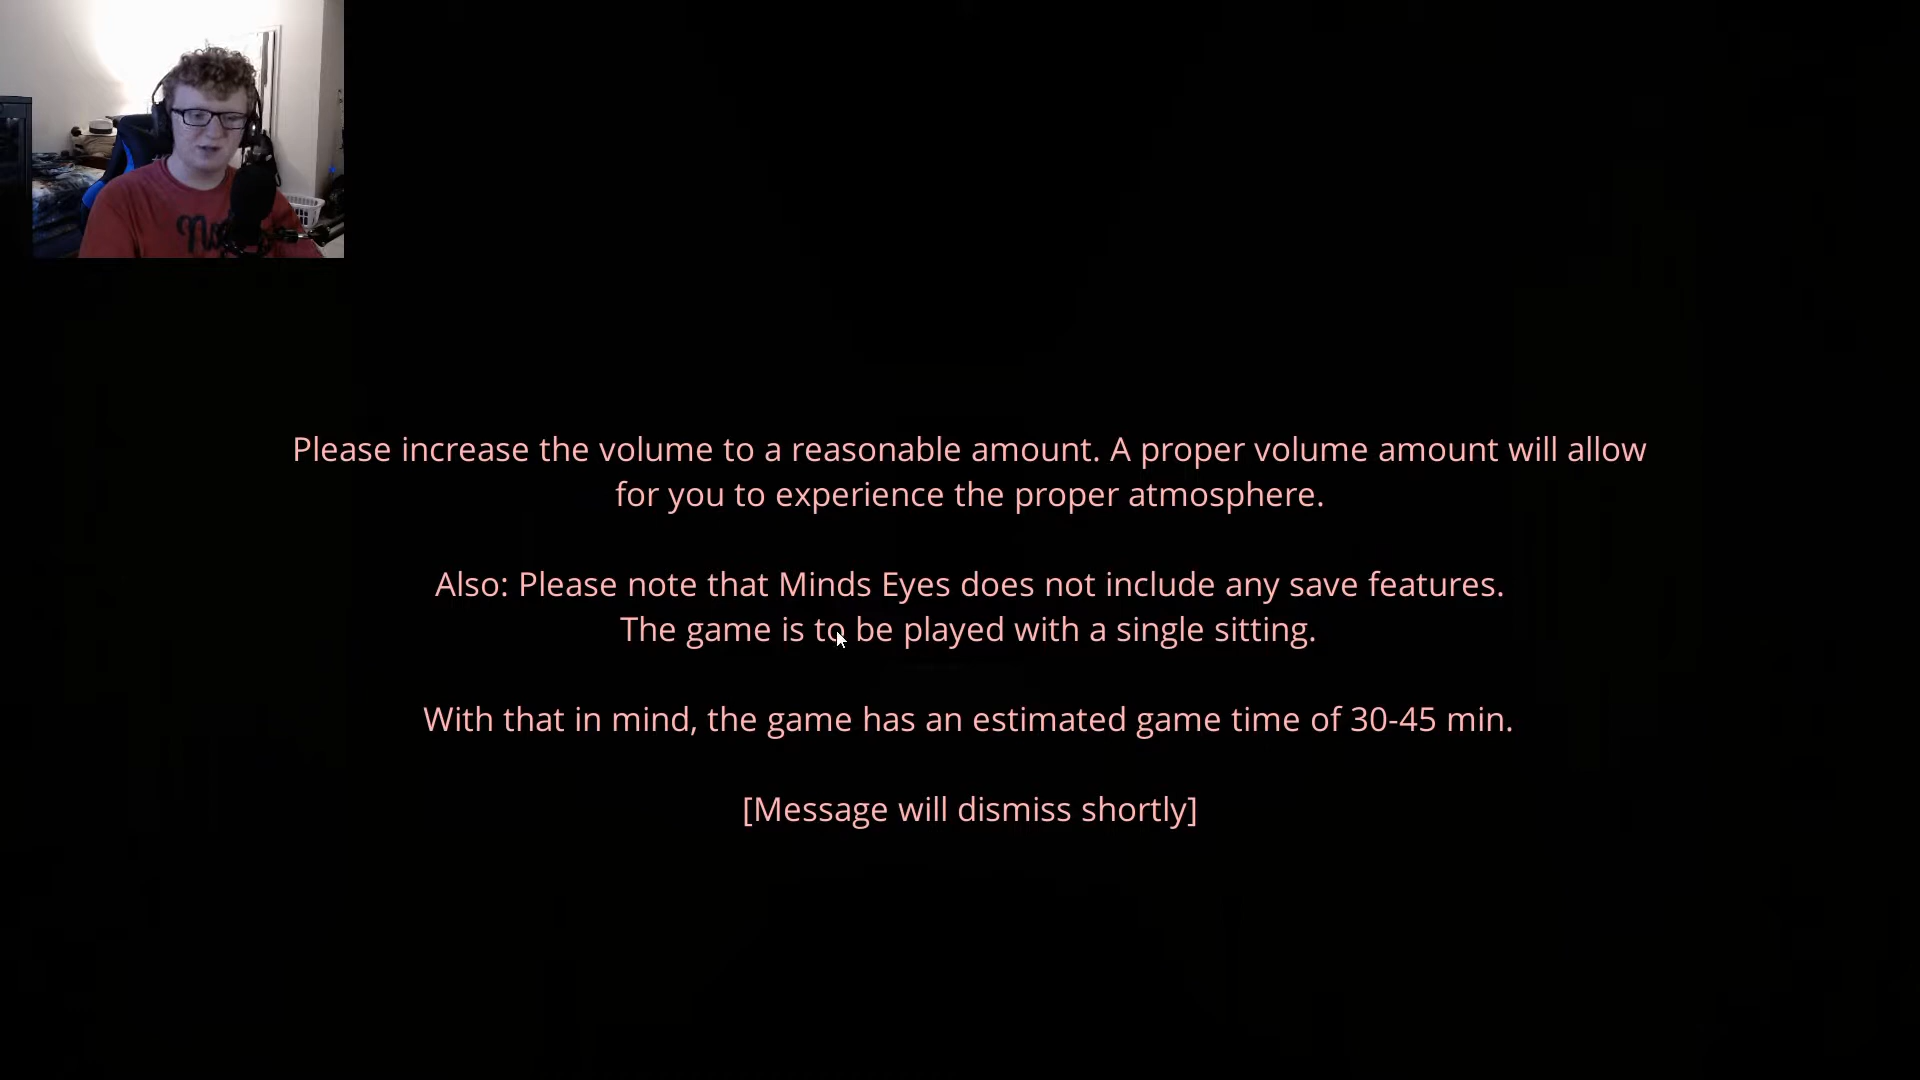 Please increase the volume to a reasonable amount. A proper volume amount will allow
for you to experience the proper atmosphere.
Also: Please note that Minds Eyes does not include any save features.
The game is to be played with a single sitting.
With that in mind, the game has an estimated game time of 30-45 min.
[Message will dismiss shortly]